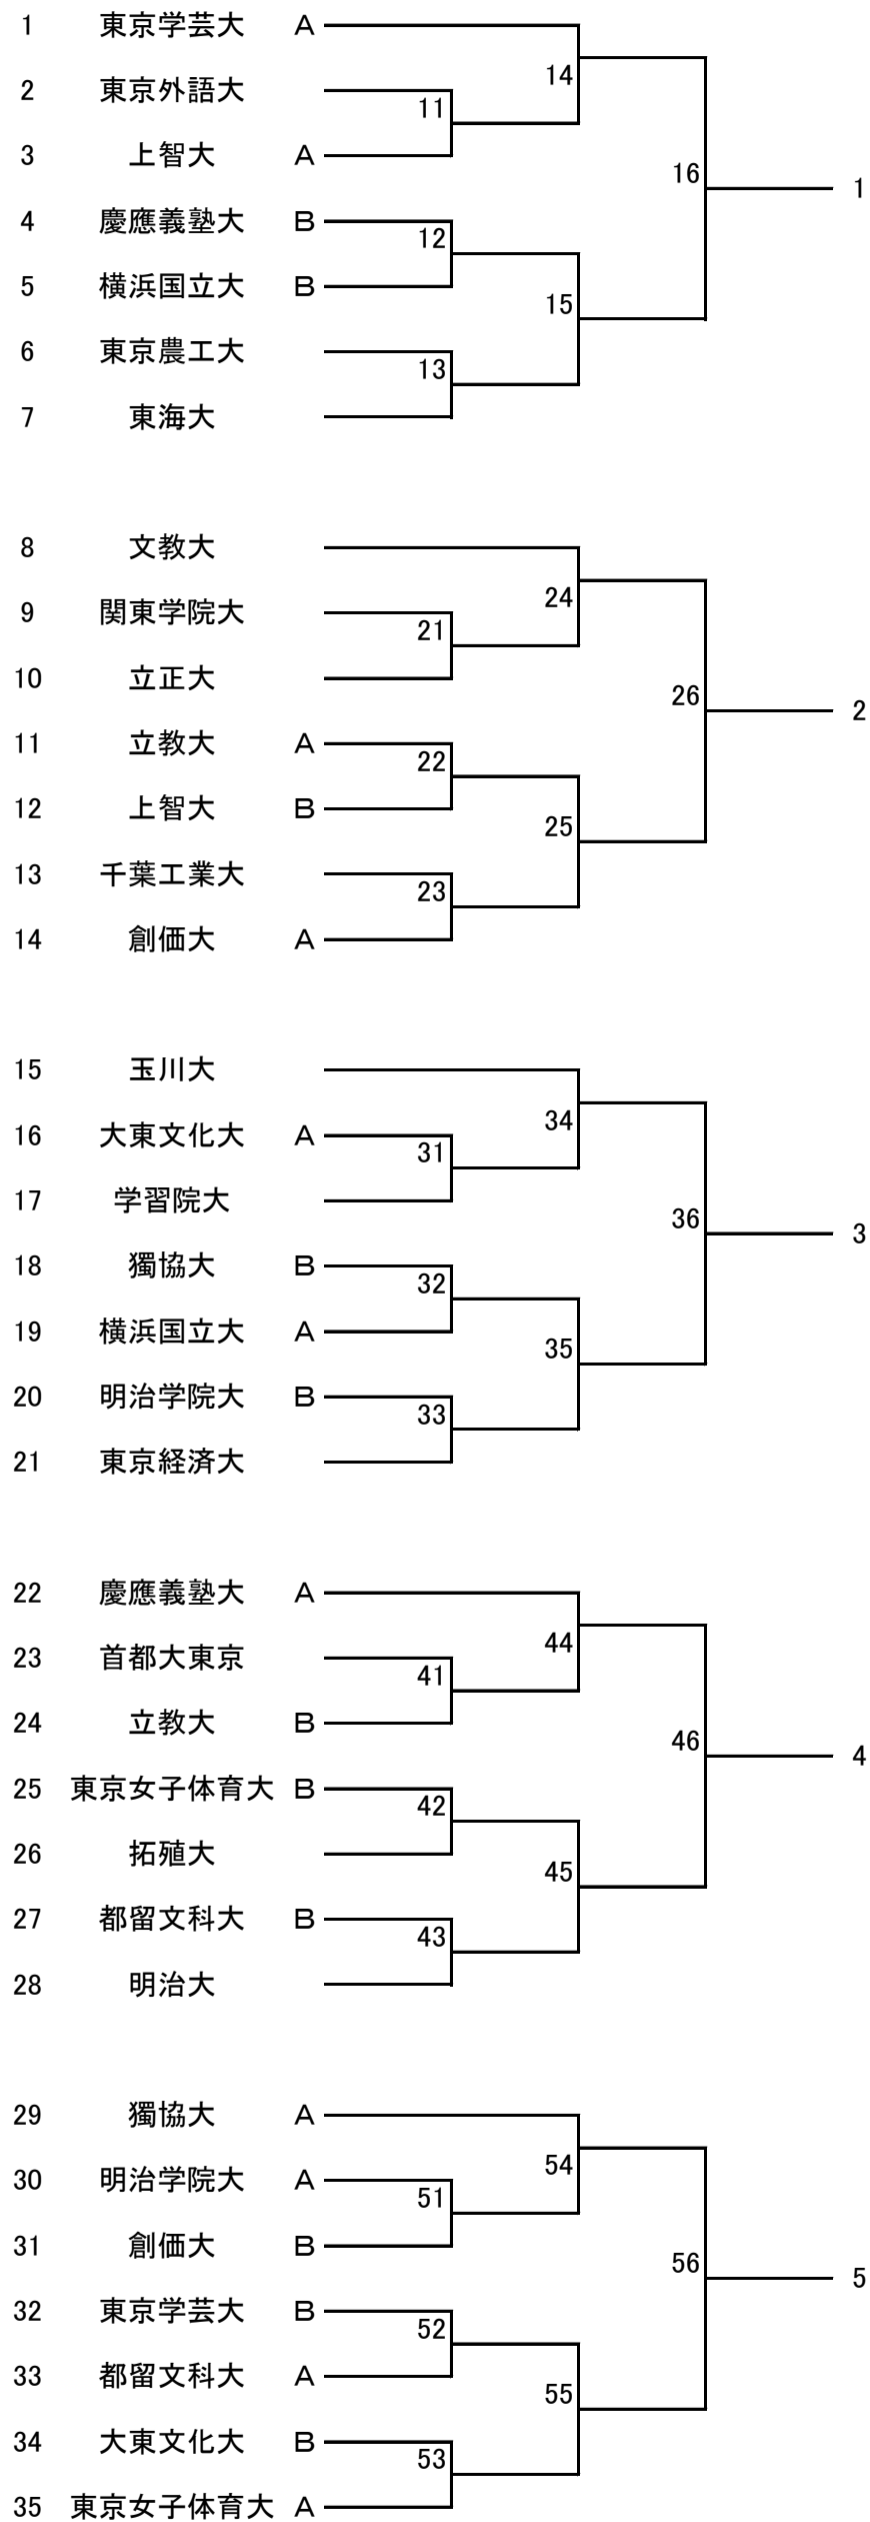 1 東京学芸大 A
14
2 東京外語大
11
3 上智大 A
16
1
4 慶應義塾大 B
12
5 横浜国立大 B
15
6 東京農工大
13
7 東海大
8 文教大
24
9 関東学院大
21
10 立正大
26
2
11 立教大 A
22
12 上智大 B
25
13 千葉工業大
23
14 創価大 A
15 玉川大
34
16 大東文化大 A
31
17 学習院大
36
3
18 獨協大 B
32
19 横浜国立大 A
35
20 明治学院大 B
33
21 東京経済大
22 慶應義塾大 A
44
23 首都大東京
41
24 立教大 B
46
4
25 東京女子体育大 B
42
26 拓殖大
45
27 都留文科大 B
43
28 明治大
29 獨協大 A
54
30 明治学院大 A
51
31 創価大 B
56
5
32 東京学芸大 B
52
33 都留文科大 A
55
34 大東文化大 B
53
35 東京女子体育大 A